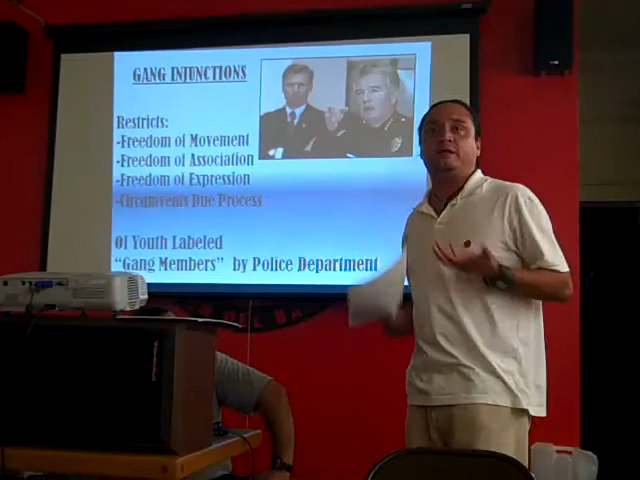 GANG INJUNCTIONS
Restricts:
-Freedom of Movement
-Freedom of Association
-Freedom of Expression
-Circumvents Due Process
Of Youth Labeled
“Gang Members” by Police Department
DEL